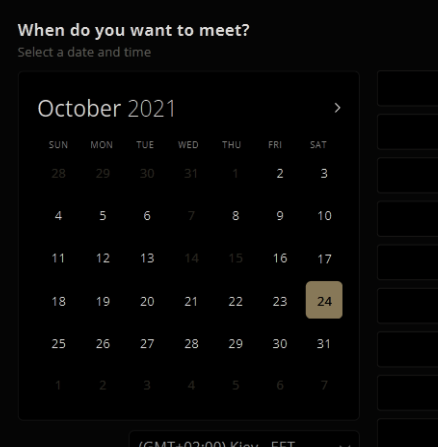 When do you want to meet?
Select a date and time
October 2021
SUN MON TUE WED THU FRI SAT
28 29 30 31 1 2 3
4 5 6 7 8 9 10
11 12 13 14 15 16 17
18 19 20 21 22 23 24
25 26 27 28 29 30 31
1 2 3 4 5 6 7
(GMT+02:00) Kiev - EET